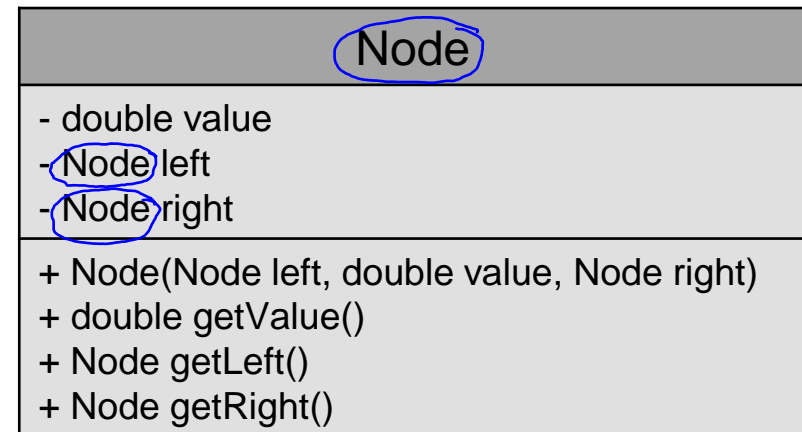 Node
- double value
- Node left
- Node right
+ Node(Node left, double value, Node right)
+ double getValue()
+ Node getLeft()
+ Node getRight()